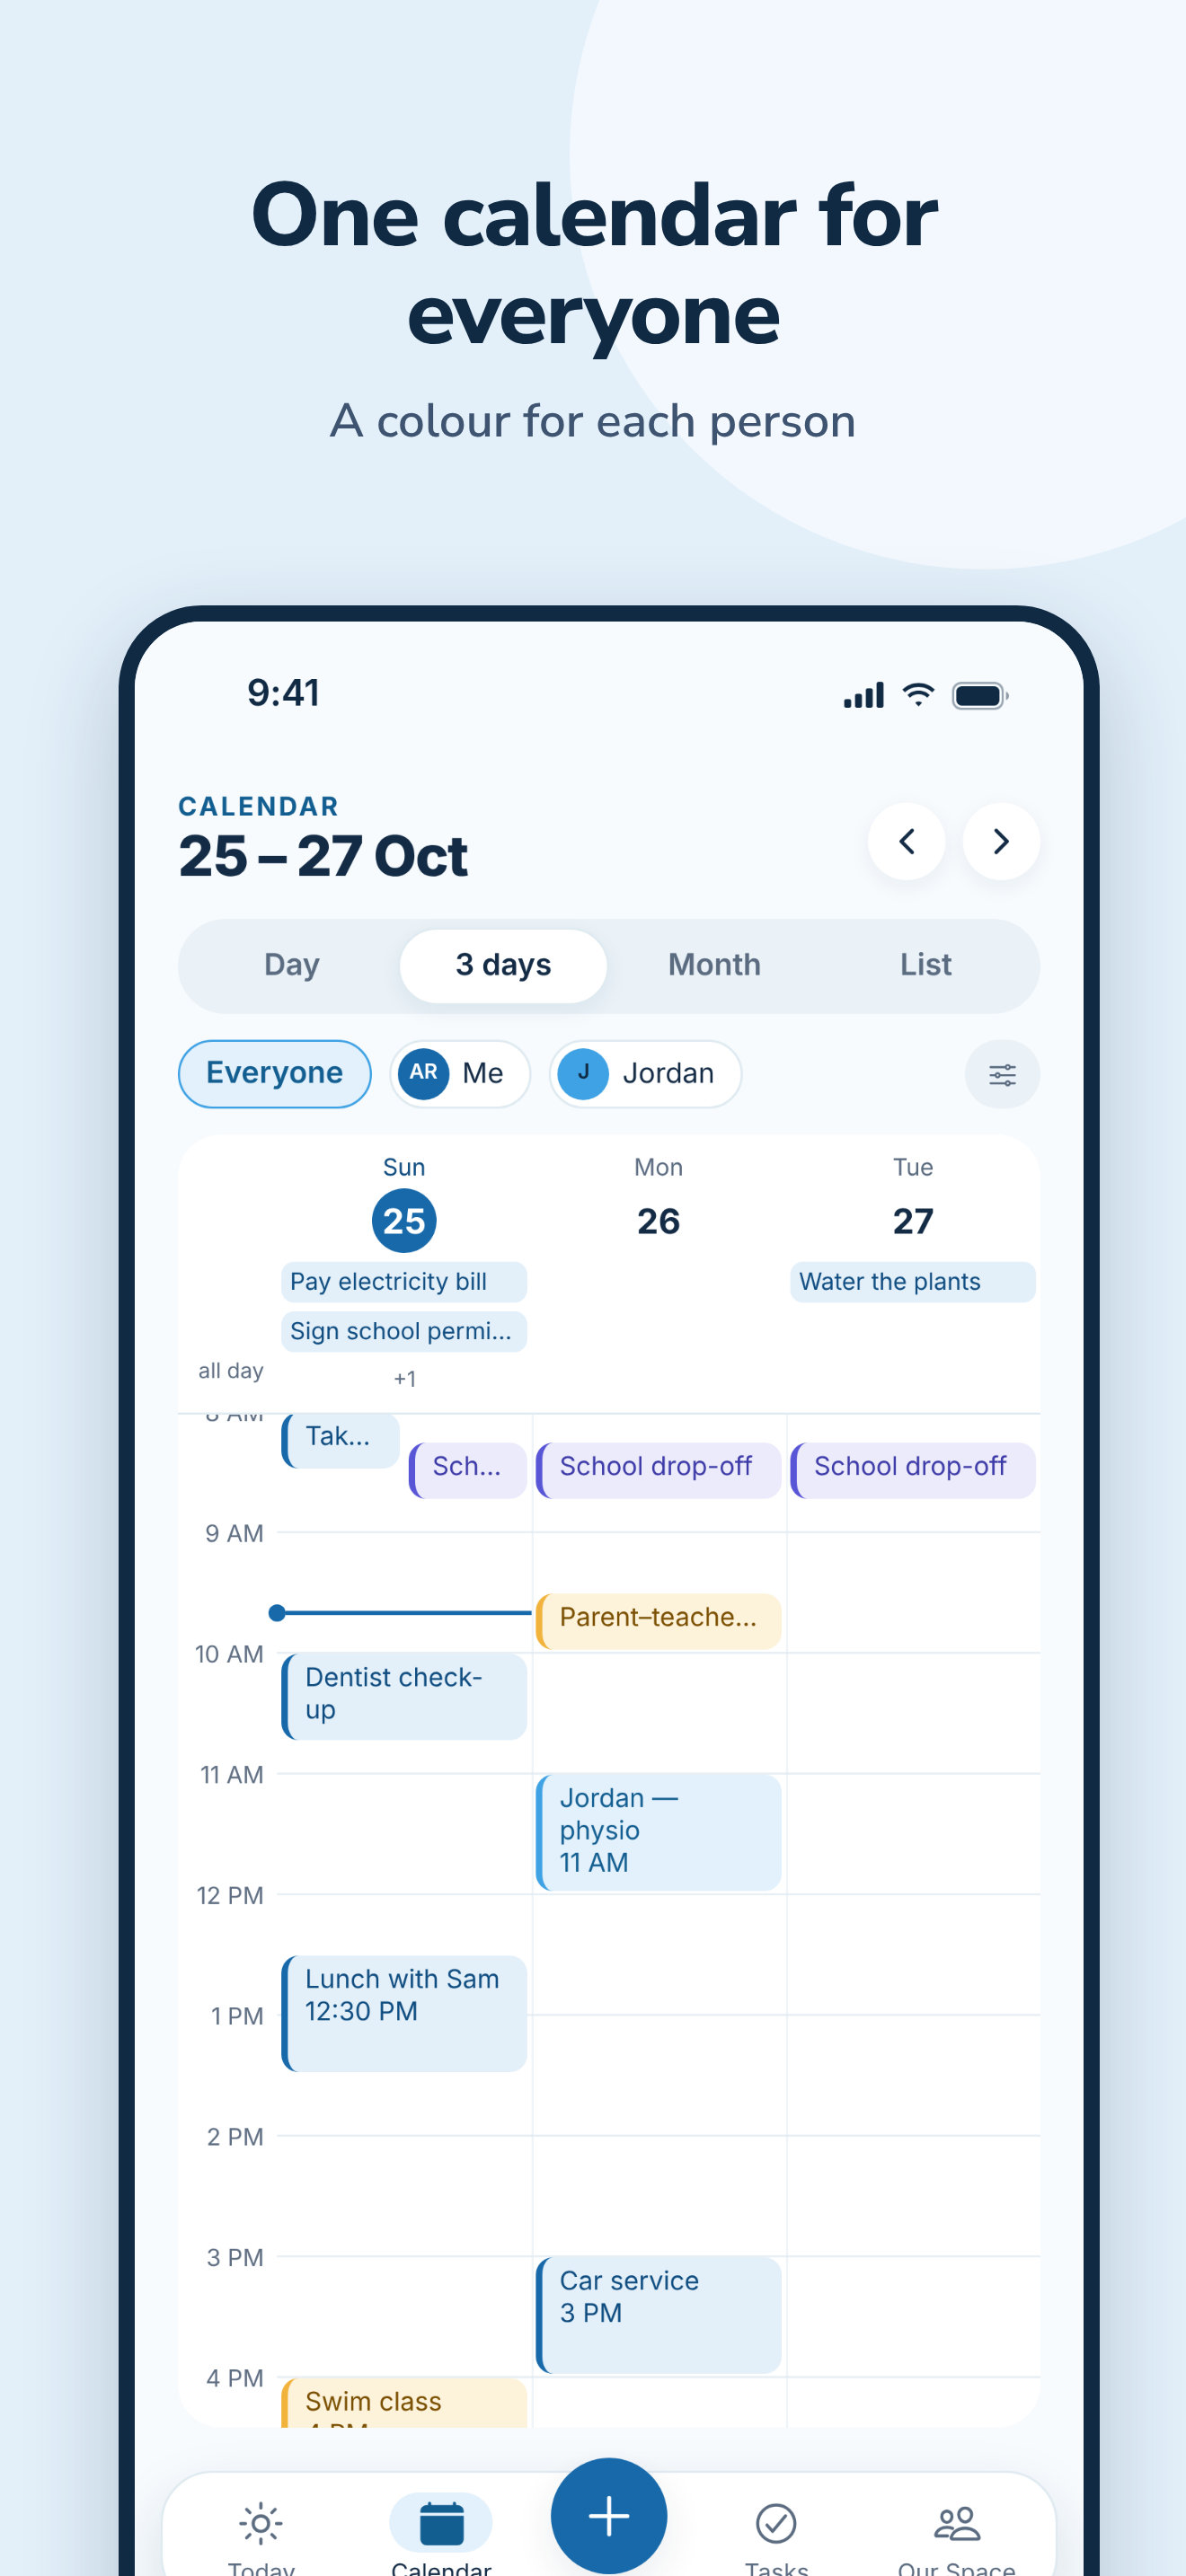 One calendar for
everyone
A colour for each person
9:41
CALENDAR
25 – 27 Oct
Day 3 days Month List
Everyone AR Me J Jordan
Sun Mon Tue
25 26 27
Pay electricity bill Water the plants
Sign school permi...
all day +1
8 AM
Tak...
Sch... School drop-off School drop-off
9 AM
Parent–teache...
10 AM
Dentist check-
up
11 AM
Jordan —
physio
11 AM
12 PM
Lunch with Sam
12:30 PM
1 PM
2 PM
3 PM
Car service
3 PM
4 PM
Swim class
4 PM
Today Calendar Tasks Our Space